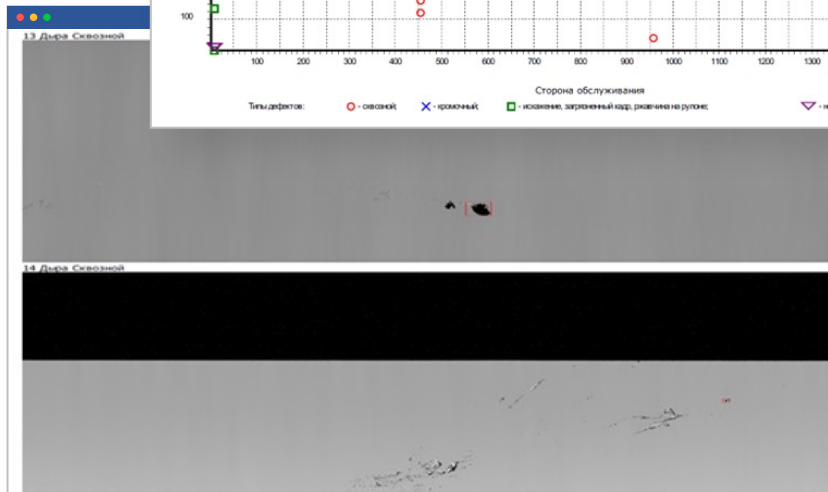 100
100 200 300 400 500 600 700 800 900 1000 1100 1200 1300
Сторона обслуживания
Типы дефектов: - сквозной; - кромочный; - искажение, загрязненный кадр, ржавчина на рулоне;
13 Дыра Сквозной
14 Дыра Сквозной